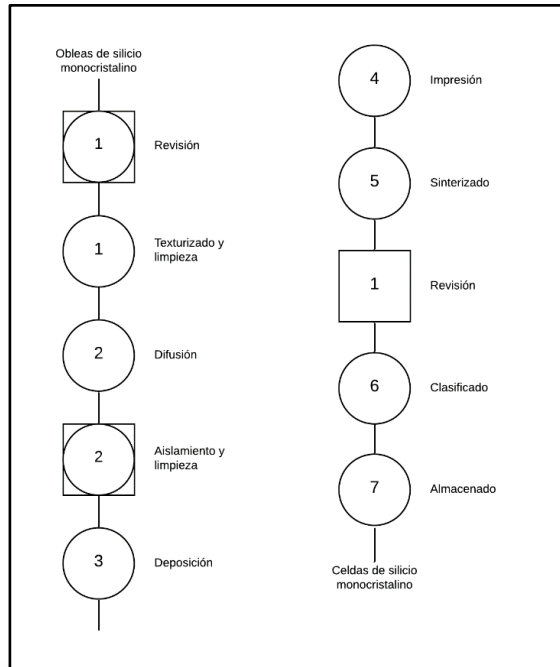 Obleas de silicio
monocristalino
1
Revisión
1
Texturizado y
limpieza
2
Difusión
2
Aislamiento y
limpieza
3
Deposición
4
Impresión
5
Sinterizado
1
Revisión
6
Clasificado
7
Almacenado
Celdas de silicio
monocristalino